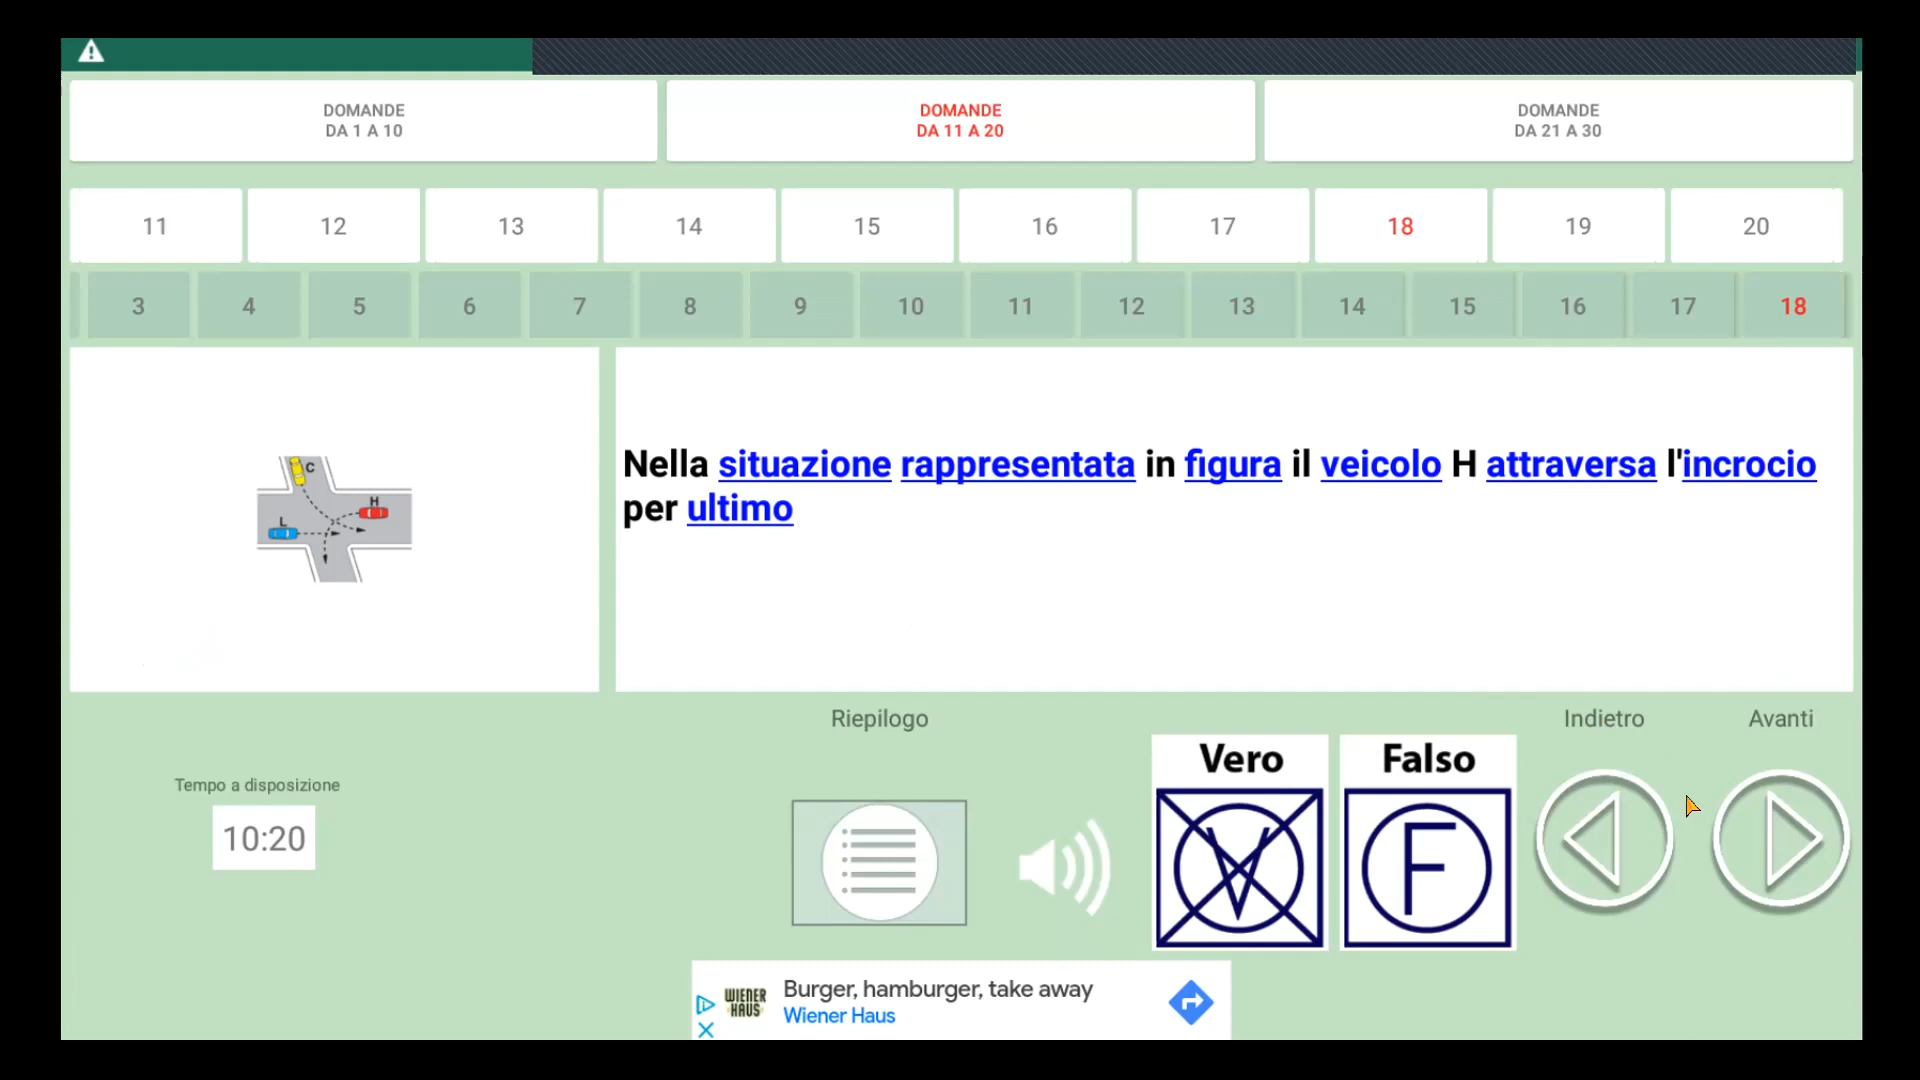 DOMANDE
DA 1 A 10
DOMANDE
DA 11 A 20
DOMANDE
DA 21 A 30
11 12 13 14 15 16 17 18 19 20
3 4 5 6 7 8 9 10 11 12 13 14 15 16 17 18
C
H
L
Nella situazione rappresentata in figura il veicolo H attraversa l'incrocio
per ultimo
Riepilogo
Indietro
Avanti
Vero
Falso
V
F
Tempo a disposizione
10:20
WIENER
HAUS
Burger, hamburger, take away
Wiener Haus